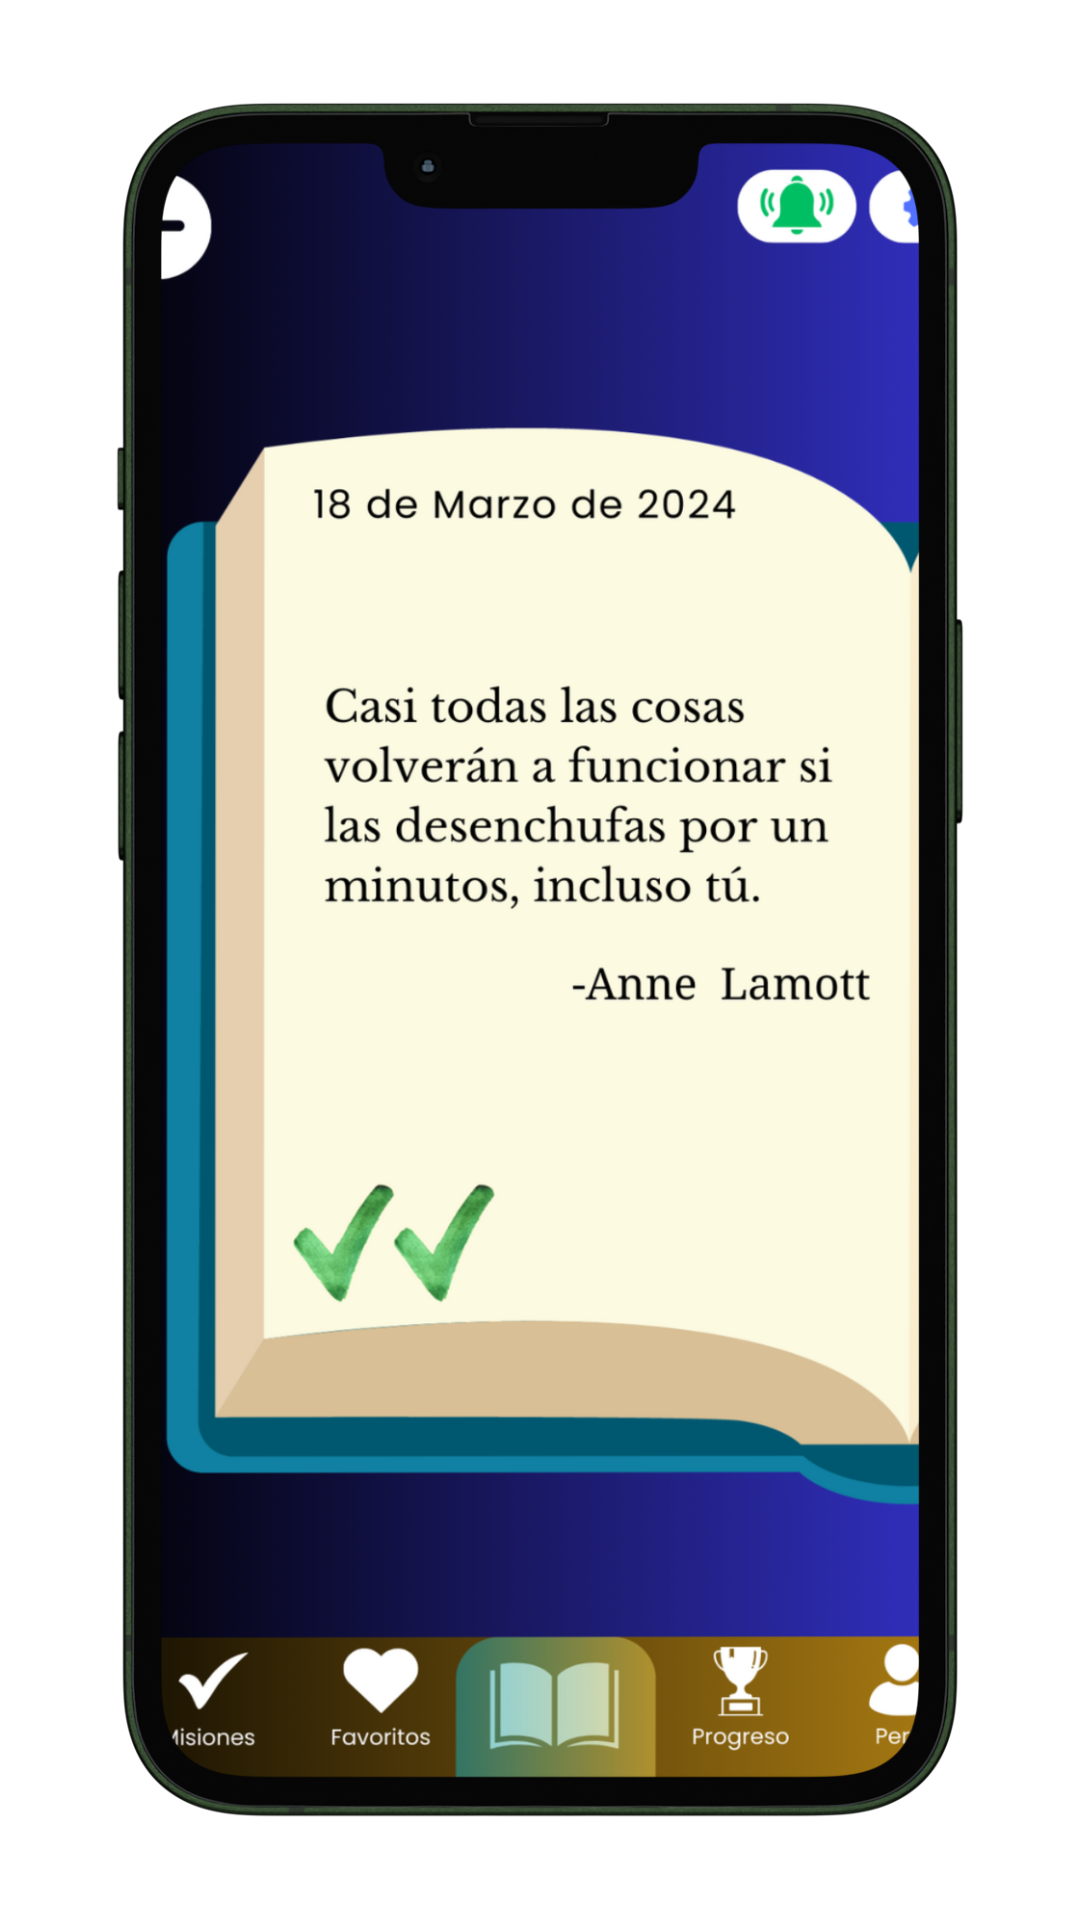 18 de Marzo de 2024
Casi todas las cosas
volverán a funcionar si
las desenchufas por un
minutos, incluso tú.
-Anne Lamott
Misiones
Favoritos
Progreso
Per